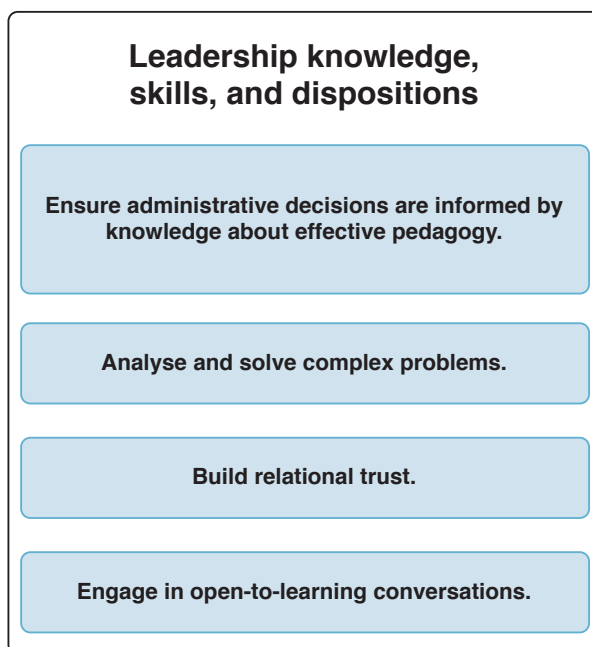 Leadership knowledge,
skills, and dispositions
Ensure administrative decisions are informed by
knowledge about effective pedagogy.
Analyse and solve complex problems.
Build relational trust.
Engage in open-to-learning conversations.